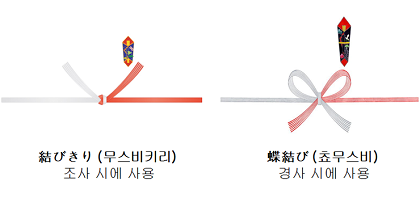 結びきり (무스비키리)
조사 시에 사용
蝶結び (쵸무스비)
경사 시에 사용